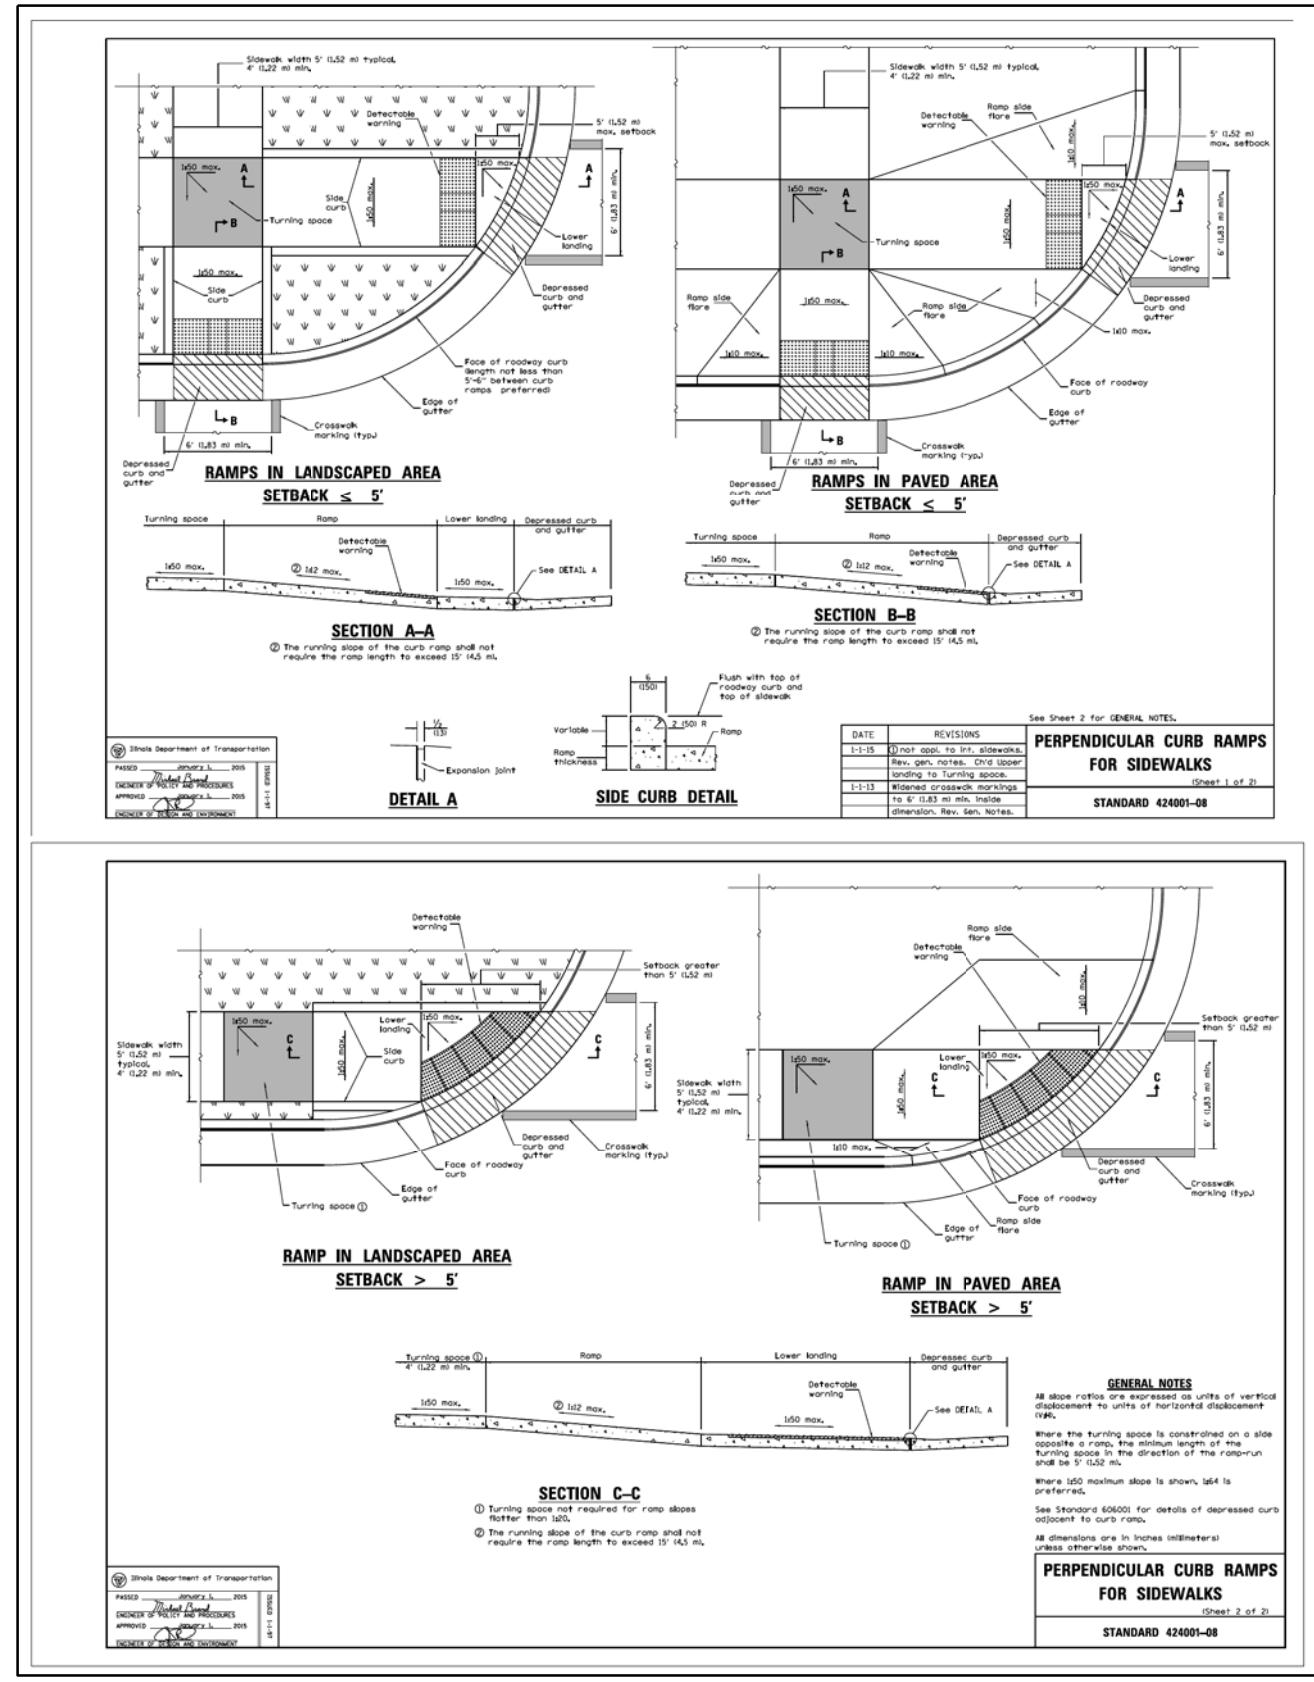 Sidewalk width 5' (1.52 m) typical,
4' (1.22 m) min.
Detectable
warning
5' (1.52 m)
max. setback
1:50 max.
A
A
6' (1.83 m) min.
Side
curb
1:50 max.
B
Turning space
Lower
landing
1:50 max.
1:50 max.
Side
curb
Depressed
curb and
gutter
Face of roadway curb
(length not less than
5'-6" between curb
ramps preferred)
Edge of
gutter
B
Crosswalk
marking (typ.)
6' (1.83 m) min.
Depressed
curb and
gutter
RAMPS IN LANDSCAPED AREA
SETBACK ≤ 5'
Sidewalk width 5' (1.52 m) typical,
4' (1.22 m) min.
Ramp side
flare
Detectable
warning
1:10 max.
5' (1.52 m)
max. setback
1:50 max.
A
1:50 max.
A
6' (1.83 m) min.
1:50 max.
Turning space
B
Lower
landing
Ramp side
flare
1:50 max.
Ramp side
flare
Depressed
curb and
gutter
1:10 max.
1:10 max.
1:10 max.
Face of roadway
curb
Edge of
gutter
B
Crosswalk
marking
6' (1.83 m) min.
Depressed
curb and
gutter
RAMPS IN PAVED AREA
SETBACK ≤ 5'
Turning space
Ramp
Lower landing
Depressed curb
and gutter
Detectable
warning
1:50 max.
② 1:12 max.
1:50 max.
See DETAIL A
SECTION A–A
② The running slope of the curb ramp shall not
require the ramp length to exceed 15' (4.5 m).
Turning space
Ramp
Depressed curb
and gutter
1:50 max.
② 1:12 max.
Detectable
warning
See DETAIL A
SECTION B–B
② The running slope of the curb ramp shall not
require the ramp length to exceed 15' (4.5 m).
1/2
(13)
Expansion joint
DETAIL A
6
(150)
Flush with top of
roadway curb and
top of sidewalk
Variable
2 (50) R
Ramp
Ramp
thickness
SIDE CURB DETAIL
See Sheet 2 for GENERAL NOTES.
Illinois Department of Transportation
PASSED January 1, 2015
ENGINEER OF POLICY AND PROCEDURES
APPROVED January 1, 2015
ENGINEER OF DESIGN AND ENVIRONMENT
ISSUED 1-1-97
DATE REVISIONS
1-1-15 ① not appl. to int. sidewalks.
Rev. gen. notes. Ch'd Upper
landing to Turning space.
1-1-13 Widened crosswalk markings
to 6' (1.83 m) min. inside
dimension. Rev. Gen. Notes.
PERPENDICULAR CURB RAMPS
FOR SIDEWALKS
(Sheet 1 of 2)
STANDARD 424001–08
Detectable
warning
Setback greater
than 5' (1.52 m)
Sidewalk width
5' (1.52 m)
typical,
4' (1.22 m) min.
1:50 max.
C
1:50 max.
Lower
landing
Side
curb
1:50 max.
C
6' (1.83 m) min.
Depressed
curb and
gutter
Crosswalk
marking (typ.)
Face of roadway
curb
Edge of
gutter
Turning space ①
RAMP IN LANDSCAPED AREA
SETBACK > 5'
Ramp side
flare
Detectable
warning
1:10 max.
Setback greater
than 5' (1.52 m)
Sidewalk width
5' (1.52 m)
typical,
4' (1.22 m) min.
1:50 max.
1:50 max.
Lower
landing
C
1:50 max.
C
6' (1.83 m) min.
1:10 max.
Depressed
curb and
gutter
Crosswalk
marking (typ.)
Face of roadway
curb
Ramp side
flare
Edge of
gutter
Turning space ①
RAMP IN PAVED AREA
SETBACK > 5'
Turning space ①
4' (1.22 m) min.
Ramp
Lower landing
Depressed curb
and gutter
1:50 max.
② 1:12 max.
Detectable
warning
1:50 max.
See DETAIL A
SECTION C–C
① Turning space not required for ramp slopes
flatter than 1:20.
② The running slope of the curb ramp shall not
require the ramp length to exceed 15' (4.5 m).
GENERAL NOTES
All slope ratios are expressed as units of vertical
displacement to units of horizontal displacement
(V:H).
Where the turning space is constrained on a side
opposite a ramp, the minimum length of the
turning space in the direction of the ramp-run
shall be 5' (1.52 m).
Where 1:50 maximum slope is shown, 1:64 is
preferred.
See Standard 606001 for details of depressed curb
adjacent to curb ramp.
All dimensions are in inches (millimeters)
unless otherwise shown.
Illinois Department of Transportation
PASSED January 1, 2015
ENGINEER OF POLICY AND PROCEDURES
APPROVED January 1, 2015
ENGINEER OF DESIGN AND ENVIRONMENT
ISSUED 1-1-97
PERPENDICULAR CURB RAMPS
FOR SIDEWALKS
(Sheet 2 of 2)
STANDARD 424001–08